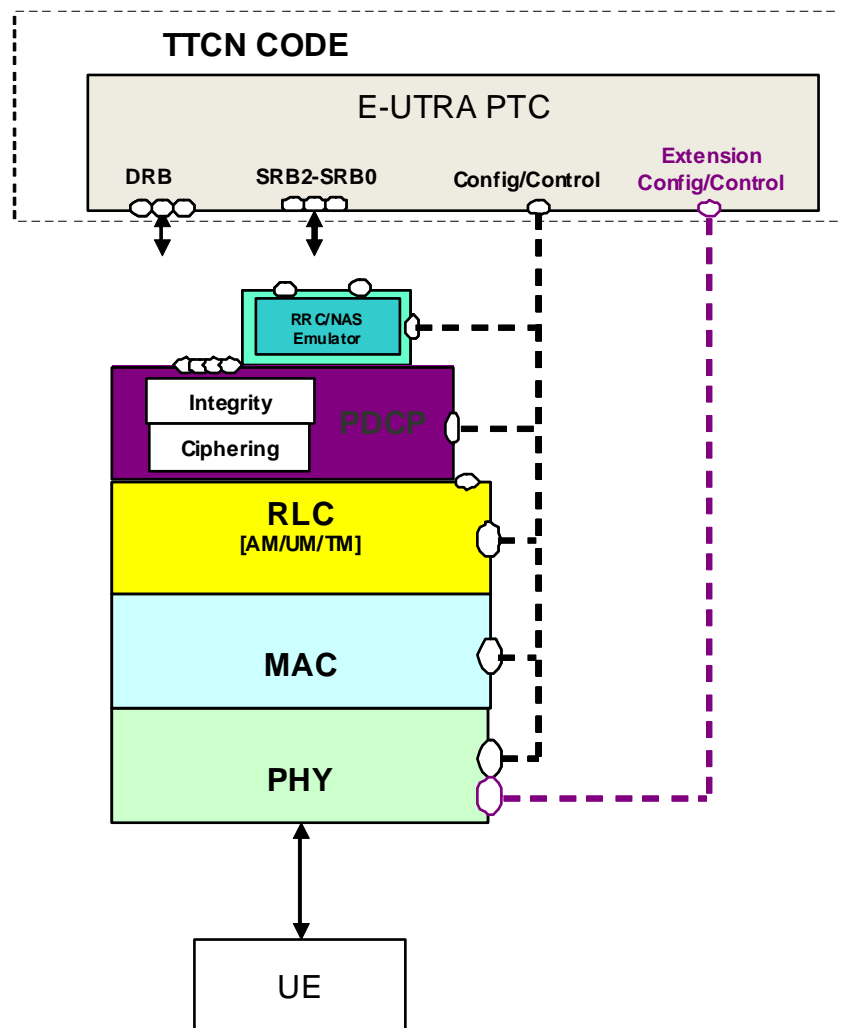 TTCN CODE
E-UTRA PTC
DRB
SRB2-SRB0
Config/Control
Extension
Config/Control
RRC/NAS
Emulator
Integrity
PDCP
Ciphering
RLC
[AM/UM/TM]
MAC
PHY
UE